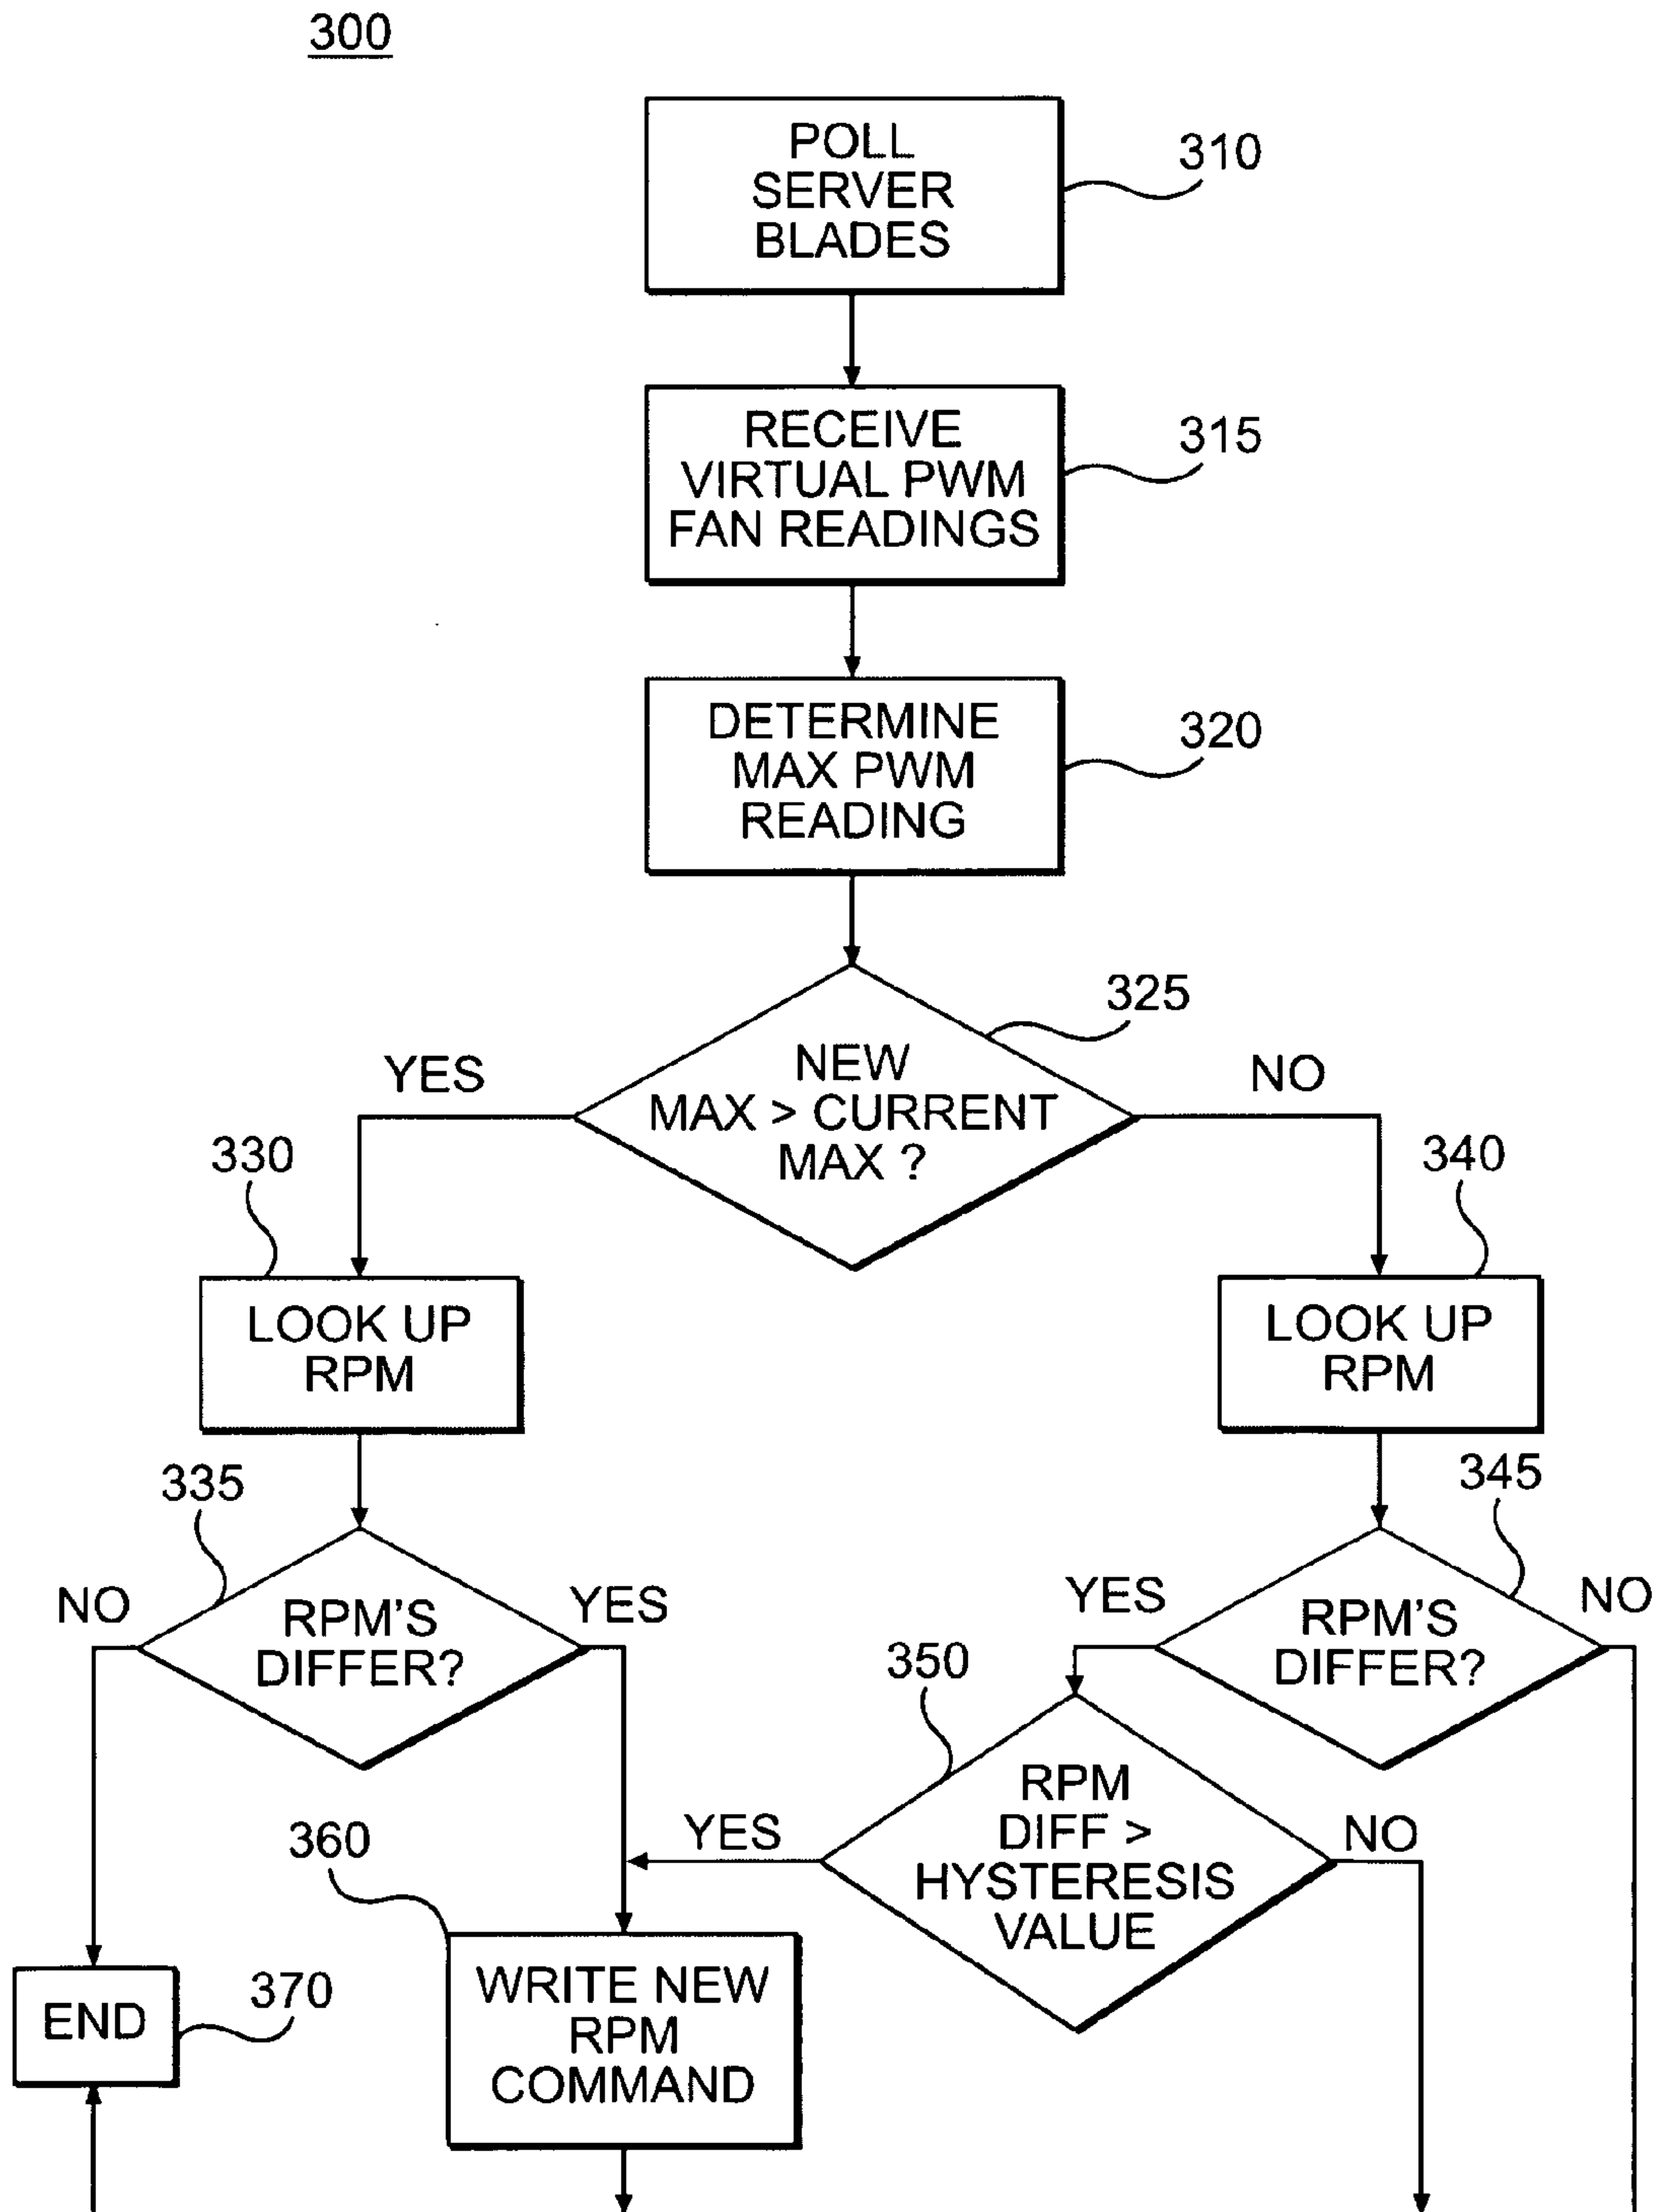 300
POLL
SERVER
BLADES
310
RECEIVE
VIRTUAL PWM
FAN READINGS
315
DETERMINE
MAX PWM
READING
320
325
YES
NEW
MAX > CURRENT
MAX ?
NO
330
LOOK UP
RPM
340
LOOK UP
RPM
335
NO
RPM'S
DIFFER?
YES
345
YES
RPM'S
DIFFER?
NO
350
YES
RPM
DIFF >
HYSTERESIS
VALUE
NO
360
WRITE NEW
RPM
COMMAND
END
370